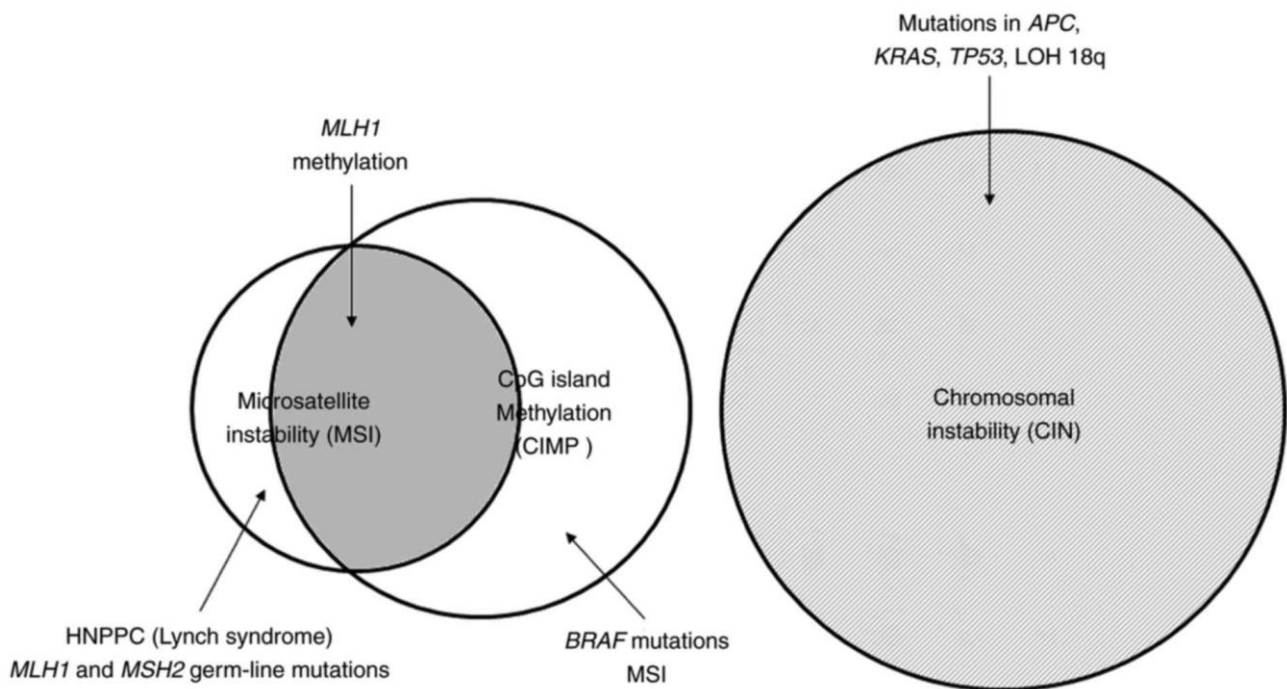 Mutations in APC,
KRAS, TP53, LOH 18q
MLH1
methylation
Microsatellite
instability (MSI)
CpG island
Methylation
(CIMP )
Chromosomal
instability (CIN)
HNPPC (Lynch syndrome)
MLH1 and MSH2 germ-line mutations
BRAF mutations
MSI